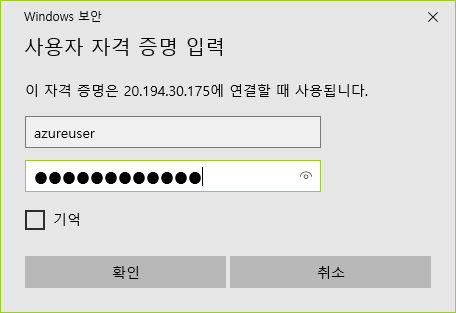 Windows 보안
사용자 자격 증명 입력
이 자격 증명은 20.194.30.175에 연결할 때 사용됩니다.
azureuser
●●●●●●●●●●●●
기억
확인
취소